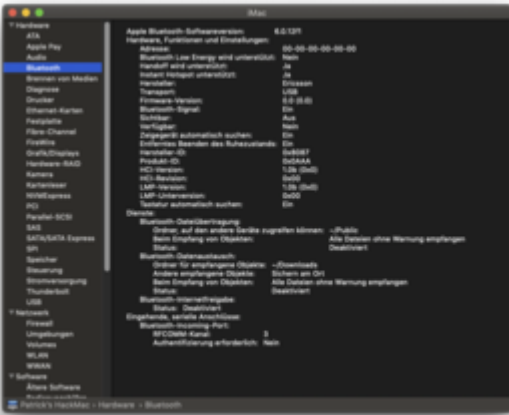 iMac
Hardware
ATA
Apple Pay
Audio
Bluetooth
Brennen von Medien
Diagnose
Drucker
Ethernet-Karten
Festplatte
Fibre-Channel
FireWire
Grafik/Displays
Hardware-RAID
Kamera
Kartenleser
NVMExpress
PCI
Parallel-SCSI
SAS
SATA/SATA Express
SPI
Speicher
Steuerung
Stromversorgung
Thunderbolt
USB
Netzwerk
Firewall
Umgebungen
Volumes
WLAN
WWAN
Software
Ältere Software
Apple Bluetooth-Softwareversion:
Hardware, Funktionen und Einstellungen:
Adresse: 00-00-00-00-00-00
Bluetooth Low Energy wird unterstützt: Nein
Handoff wird unterstützt: Ja
Instant Hotspot unterstützt: Ja
Hersteller: Ericsson
Transport: USB
Firmware-Version: 0.0 (0.0)
Bluetooth-Signal: Ein
Sichtbar: Aus
Verfügbar: Nein
Zeigegerät automatisch suchen: Ein
Entferntes Beenden des Ruhezustands: Ein
Hersteller-ID: 0x8087
Produkt-ID: 0x0AAA
HCI-Version: 1.0b (0x0)
HCI-Revision: 0x00
LMP-Version: 1.0b (0x0)
LMP-Unterversion: 0x00
Tastatur automatisch suchen: Ein
Dienste:
Bluetooth-Dateiübertragung:
Ordner, auf den andere Geräte zugreifen können: ~/Public
Beim Empfang von Objekten: Alle Dateien ohne Warnung empfangen
Status: Deaktiviert
Bluetooth-Datenaustausch:
Ordner für empfangene Objekte: ~/Downloads
Andere empfangene Objekte: Sichern am Ort
Beim Empfang von Objekten: Alle Dateien ohne Warnung empfangen
Status: Deaktiviert
Bluetooth-Internetfreigabe:
Status: Deaktiviert
Eingehende, serielle Anschlüsse:
Bluetooth-Incoming-Port:
RFCOMM-Kanal: 3
Authentifizierung erforderlich: Nein
Patrick's HackMac › Hardware › Bluetooth